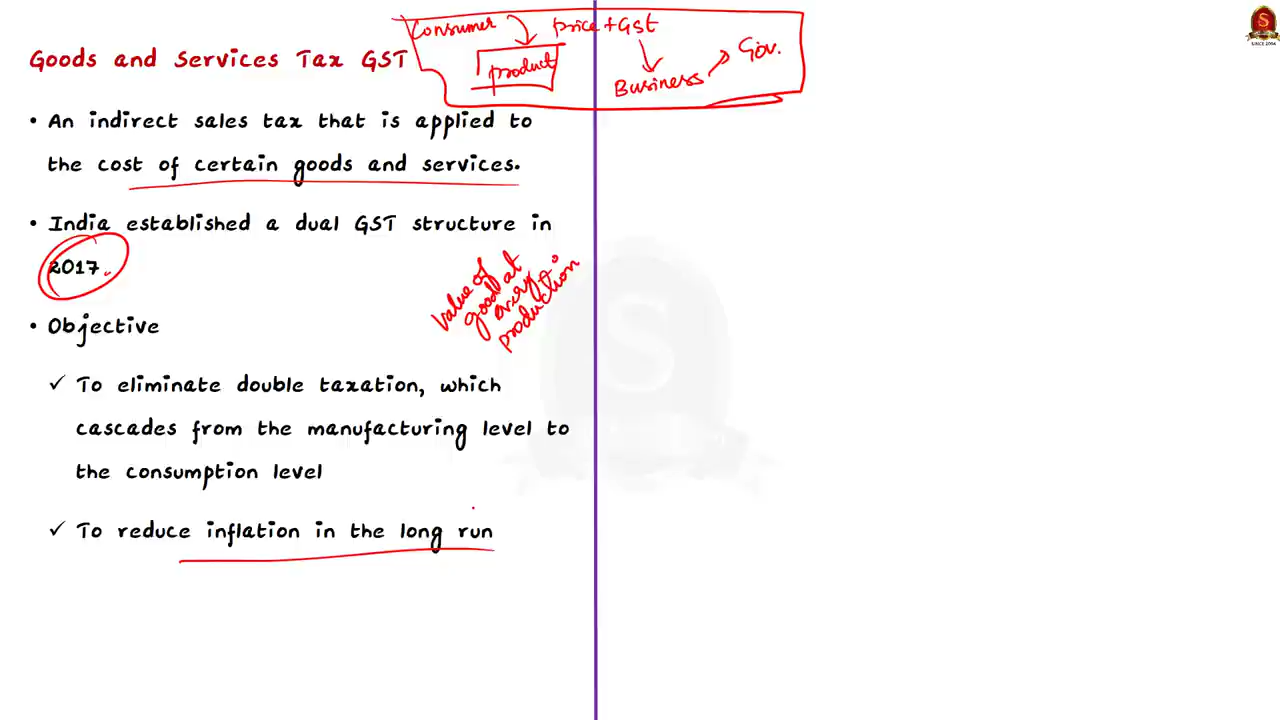 Consumer price + GST
Gov.
product
Business
S
SINCE 2004
Goods and Services Tax GST
• An indirect sales tax that is applied to
the cost of certain goods and services.
• India established a dual GST structure in
2017.
value of
good at
every
production
• Objective
✓ To eliminate double taxation, which
cascades from the manufacturing level to
the consumption level
✓ To reduce inflation in the long run